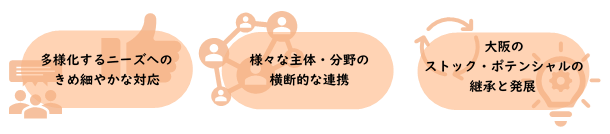 多様化するニーズへの
きめ細やかな対応
様々な主体・分野の
横断的な連携
大阪の
ストック・ポテンシャルの
継承と発展